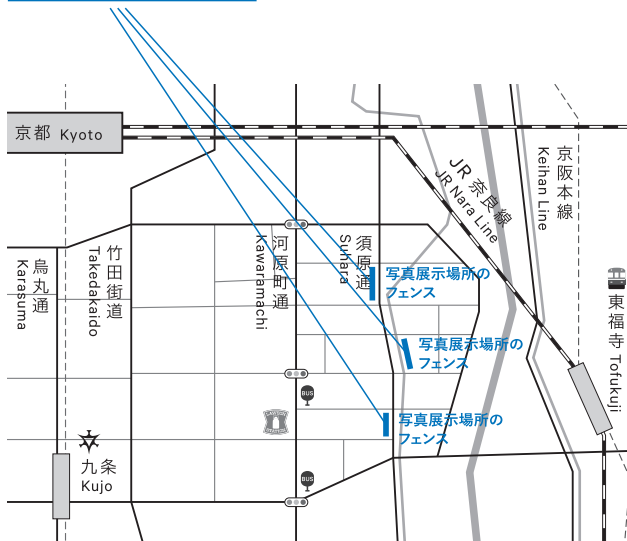 京都 Kyoto
JR 奈良線
JR Nara Line
京阪本線
Keihan Line
竹田街道
Takedakaido
烏丸通
Karasuma
河原町通
Kawaramachi
須原通
Suhara
写真展示場所の
フェンス
写真展示場所の
フェンス
写真展示場所の
フェンス
東福寺 Tofukuji
BUS
BUS
九条
Kujo